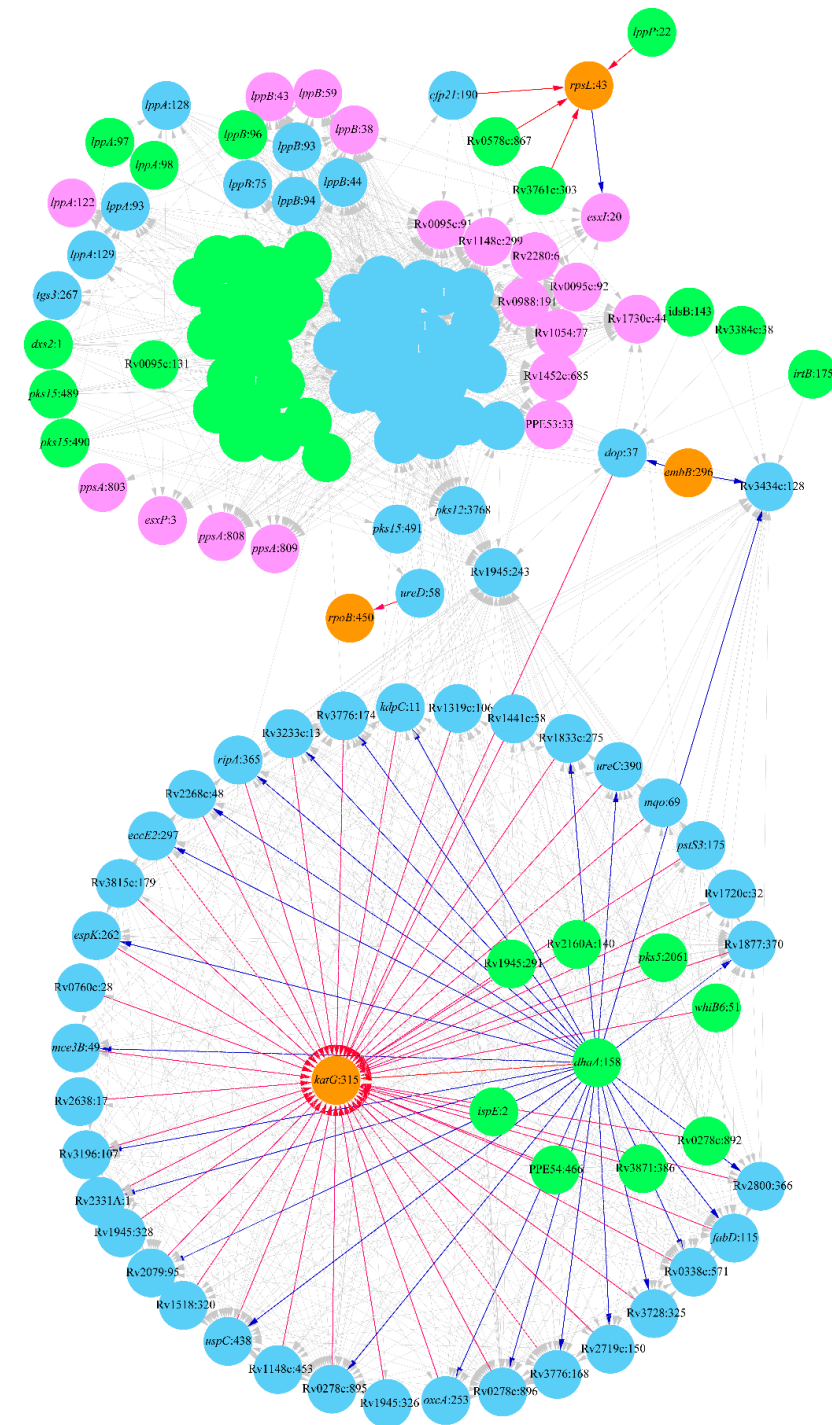 lppP:22
rpsL:43
cfp21:190
lppA:128
lppB:43
lppB:59
lppB:96
lppB:93
lppB:38
Rv0578c:867
lppA:97
lppA:98
lppB:75
lppB:44
lppB:94
Rv3761c:303
lppA:122
lppA:93
esxI:20
Rv0095c:91
Rv1148c:299
lppA:129
Rv2280:6
tgs3:267
Rv0095c:92
Rv0988:191
Rv1730c:44
idsB:143
dxs2:1
Rv0095c:131
Rv1054:77
Rv3384c:38
pks15:489
Rv1452c:685
irtB:175
pks15:490
PPE53:33
dop:37
embB:296
Rv3434c:128
ppsA:803
esxP:3
ppsA:808
ppsA:809
pks15:491
pks12:3768
Rv1945:243
ureD:58
rpoB:450
kdpC:11
Rv1319c:106
Rv3776:174
Rv1441c:58
Rv3233c:13
Rv1833c:275
ripA:365
ureC:390
Rv2268c:48
mqo:69
eccE2:297
pstS3:175
Rv3815c:179
Rv1720c:32
espK:262
Rv1877:370
Rv1945:291
Rv2160A:140
pks5:2061
Rv0760c:28
whiB6:51
mce3B:49
katG:315
dhaA:158
Rv2638:17
ispE:2
Rv3196:107
Rv0278c:892
PPE54:466
Rv3871:386
Rv2800:366
Rv2331A:1
Rv1945:328
fabD:115
Rv2079:95
Rv0338c:571
Rv1518:320
Rv3728:325
uspC:438
Rv2719c:150
Rv1148c:453
Rv3776:168
Rv0278c:895
Rv1945:326
oxcA:253
Rv0278c:896